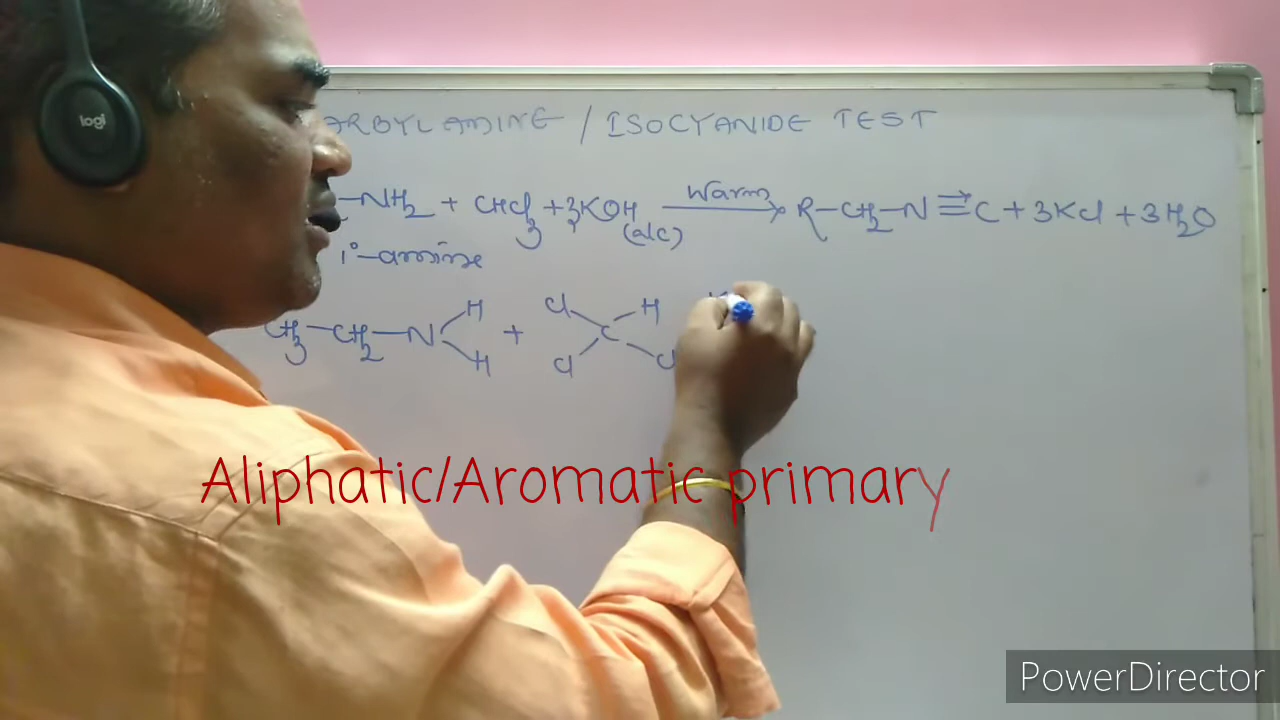 logi
ARBYLAMINE / ISOCYANIDE TEST
–NH2 + CHCl3 + 3KOH (alc) Warm → R–CH2–N≡C + 3KCl + 3H2O
1°-amine
CH3–CH2–N H H + Cl Cl C H Cl
Aliphatic/Aromatic primary
PowerDirector